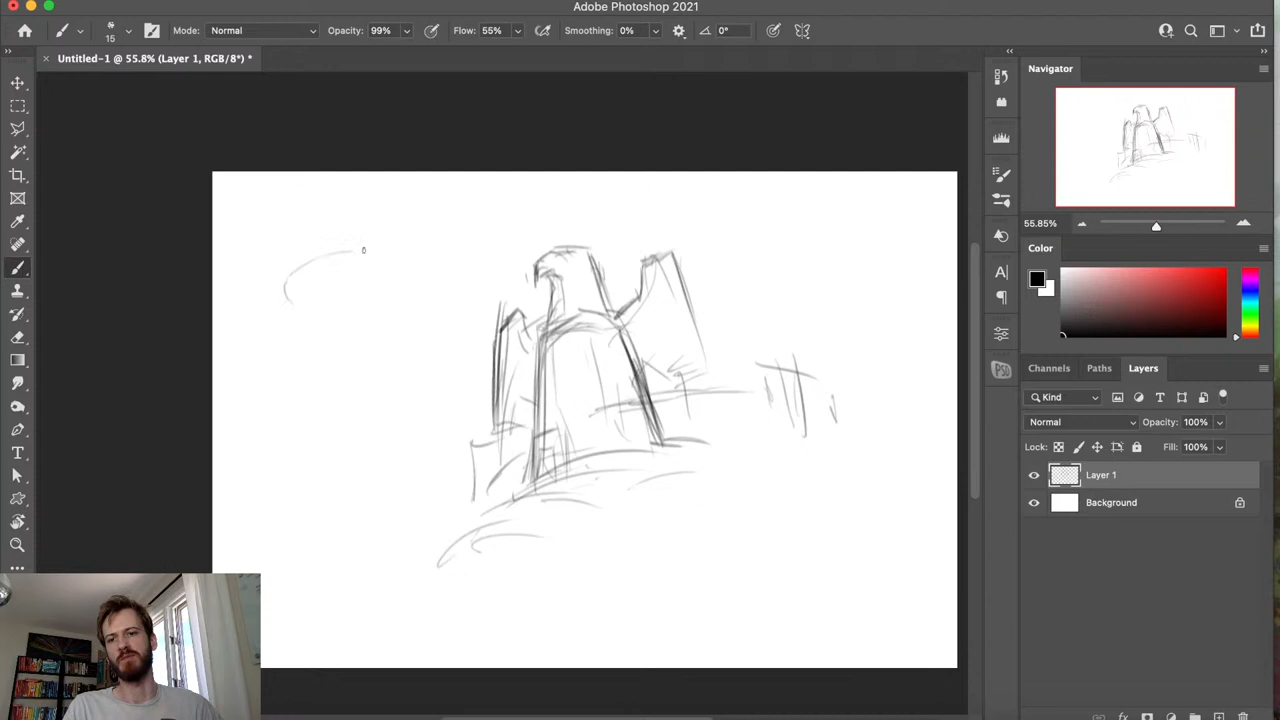 Adobe Photoshop 2021
15 Mode: Normal Opacity: 99% Flow: 55% Smoothing: 0% 0°
Untitled-1 @ 55.8% (Layer 1, RGB/8*) *
Navigator
55.85%
Color
Channels Paths Layers
Kind
Normal Opacity: 100%
Lock: Fill: 100%
Layer 1
Background